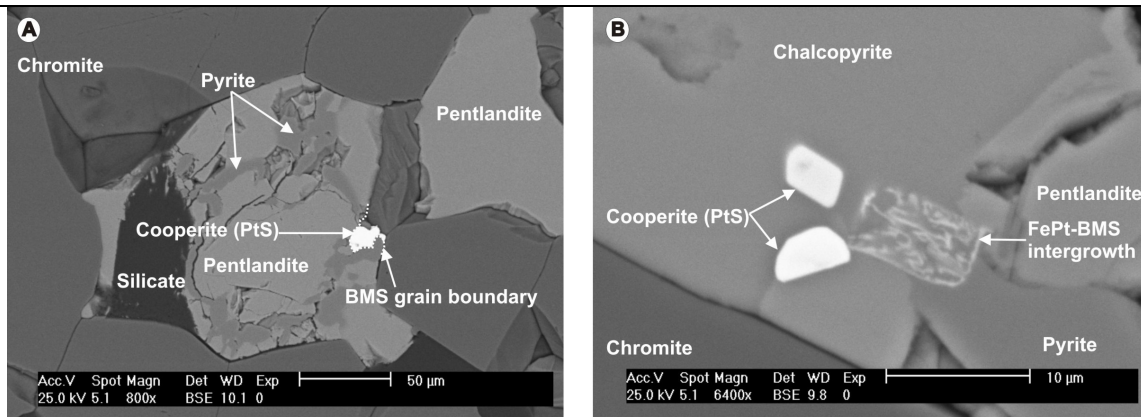 A
Chromite
Pyrite
Pentlandite
Cooperite (PtS)
Pentlandite
Silicate
BMS grain boundary
Acc.V Spot Magn Det WD Exp
25.0 kV 5.1 800x BSE 10.1 0
50 µm
B
Chalcopyrite
Pentlandite
Cooperite (PtS)
FePt-BMS
intergrowth
Chromite
Pyrite
Acc.V Spot Magn Det WD Exp
25.0 kV 5.1 6400x BSE 9.8 0
10 µm